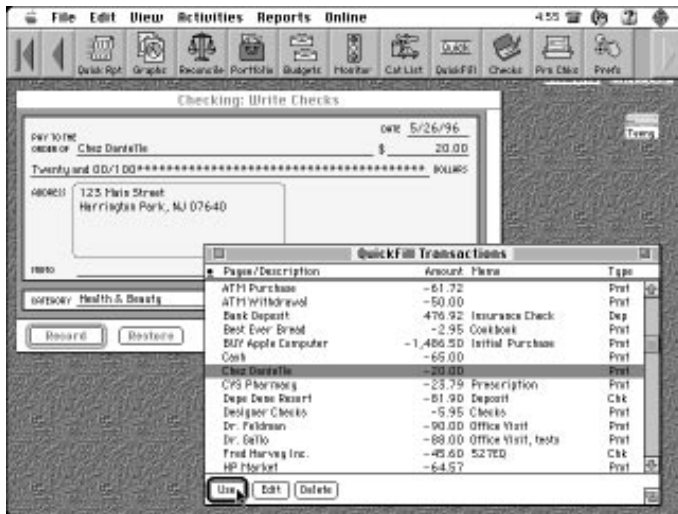 File Edit View Activities Reports Online 4:55
Quick Rpt Graphs Reconcile Portfolio Budgets Monitor Cat List QuickFill Checks Prn Chks Prefs
Quick
Checking: Write Checks
DATE 5/26/96
PAY TO THE
ORDER OF Chez Danielle $ 20.00
Twenty and 00/100****************************************************** DOLLARS
ADDRESS 123 Main Street
Harrington Park, NJ 07640
MEMO
CATEGORY Health & Beauty
Record Restore
QuickFill Transactions
Payee/Description Amount Memo Type
ATM Purchase -61.72 Pmt
ATM Withdrawal -50.00 Pmt
Bank Deposit 476.92 Insurance Check Dep
Best Ever Bread -2.95 Cookbook Pmt
BUY Apple Computer -1,486.50 Initial Purchase Pmt
Cash -65.00 Pmt
Chez Danielle -20.00 Pmt
CVS Pharmacy -23.79 Prescription Pmt
Depe Dene Resort -81.90 Deposit Chk
Designer Checks -5.95 Checks Pmt
Dr. Feldman -90.00 Office Visit Pmt
Dr. Gallo -88.00 Office Visit, tests Pmt
Fred Harvey Inc. -45.60 527EQ Chk
HP Market -64.57 Pmt
Use Edit Delete